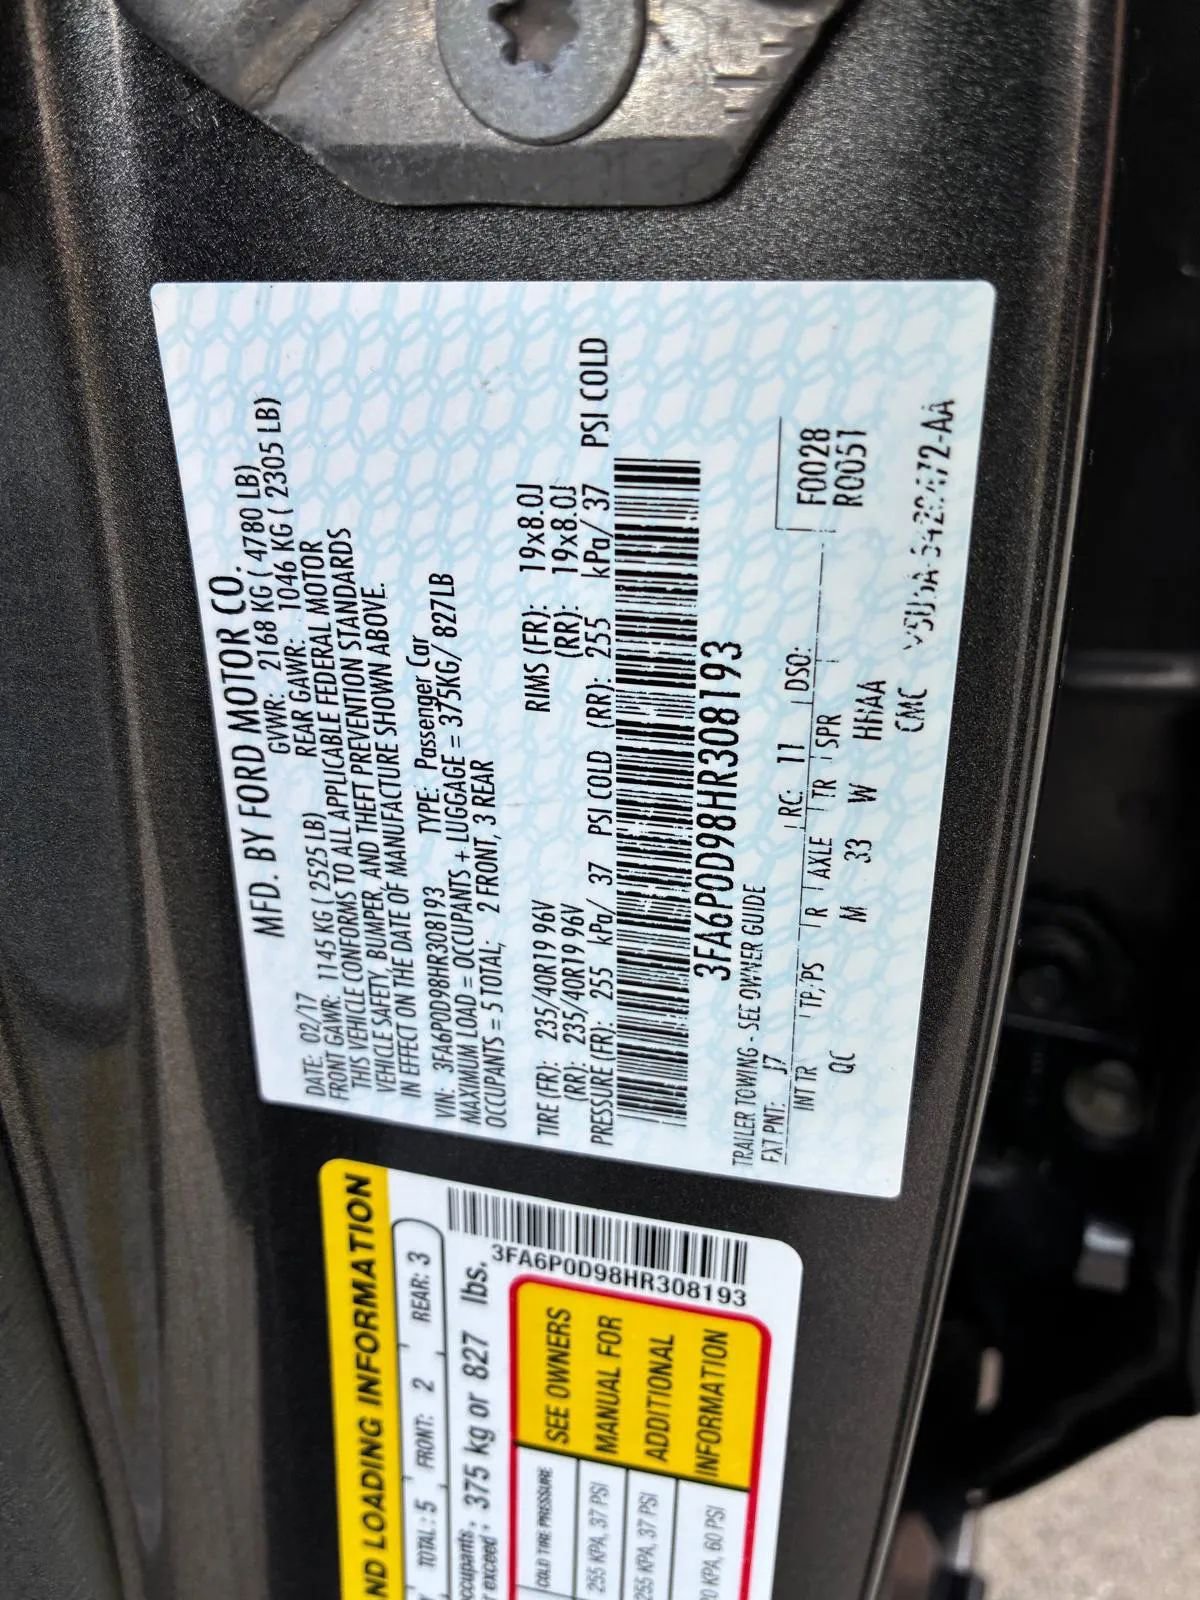 MFD. BY FORD MOTOR CO.
DATE: 02/17 GVWR: 2168 KG ( 4780 LB)
FRONT GAWR: 1145 KG ( 2525 LB) REAR GAWR: 1046 KG ( 2305 LB)
THIS VEHICLE CONFORMS TO ALL APPLICABLE FEDERAL MOTOR
VEHICLE SAFETY, BUMPER, AND THEFT PREVENTION STANDARDS
IN EFFECT ON THE DATE OF MANUFACTURE SHOWN ABOVE.
VIN: 3FA6P0D98HR308193 TYPE: Passenger Car
MAXIMUM LOAD = OCCUPANTS + LUGGAGE = 375KG/ 827LB
OCCUPANTS = 5 TOTAL; 2 FRONT, 3 REAR
TIRE (FR): 235/40R19 96V RIMS (FR): 19x8.0J
(RR): 235/40R19 96V (RR): 19x8.0J
PRESSURE (FR): 255 kPa/ 37 PSI COLD (RR): 255 kPa/ 37 PSI COLD
3FA6P0D98HR308193
TRAILER TOWING - SEE OWNER GUIDE
EXT PNT: J7 RC: 11 DSO: F0028
INT TR TP/PS R AXLE TR SPR R0051
QC M 33 W HHAA
CMC
3FA6P0D98HR308193
ND LOADING INFORMATION
TOTAL: 5 FRONT: 2 REAR: 3
375 kg or 827 lbs.
COLD TIRE PRESSURE
255 KPA, 37 PSI
255 KPA, 37 PSI
60 PSI
SEE OWNERS
MANUAL FOR
ADDITIONAL
INFORMATION